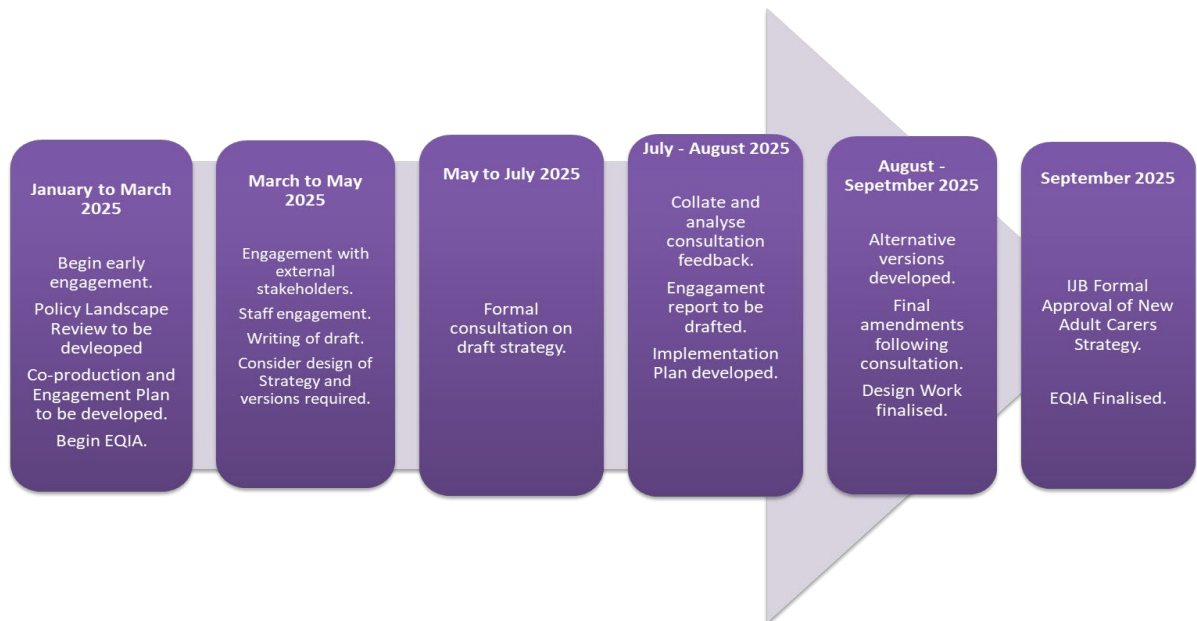 January to March
2025
Begin early
engagement.
Policy Landscape
Review to be
devleoped
Co-production and
Engagement Plan
to be developed.
Begin EQIA.
March to May
2025
Engagement with
external
stakeholders.
Staff engagement.
Writing of draft.
Consider design of
Strategy and
versions required.
May to July 2025
Formal
consultation on
draft strategy.
July - August 2025
Collate and
analyse
consultation
feedback.
Engagament
report to be
drafted.
Implementation
Plan developed.
August -
Sepetmber 2025
Alternative
versions
developed.
Final
amendments
following
consultation.
Design Work
finalised.
September 2025
IJB Formal
Approval of New
Adult Carers
Strategy.
EQIA Finalised.